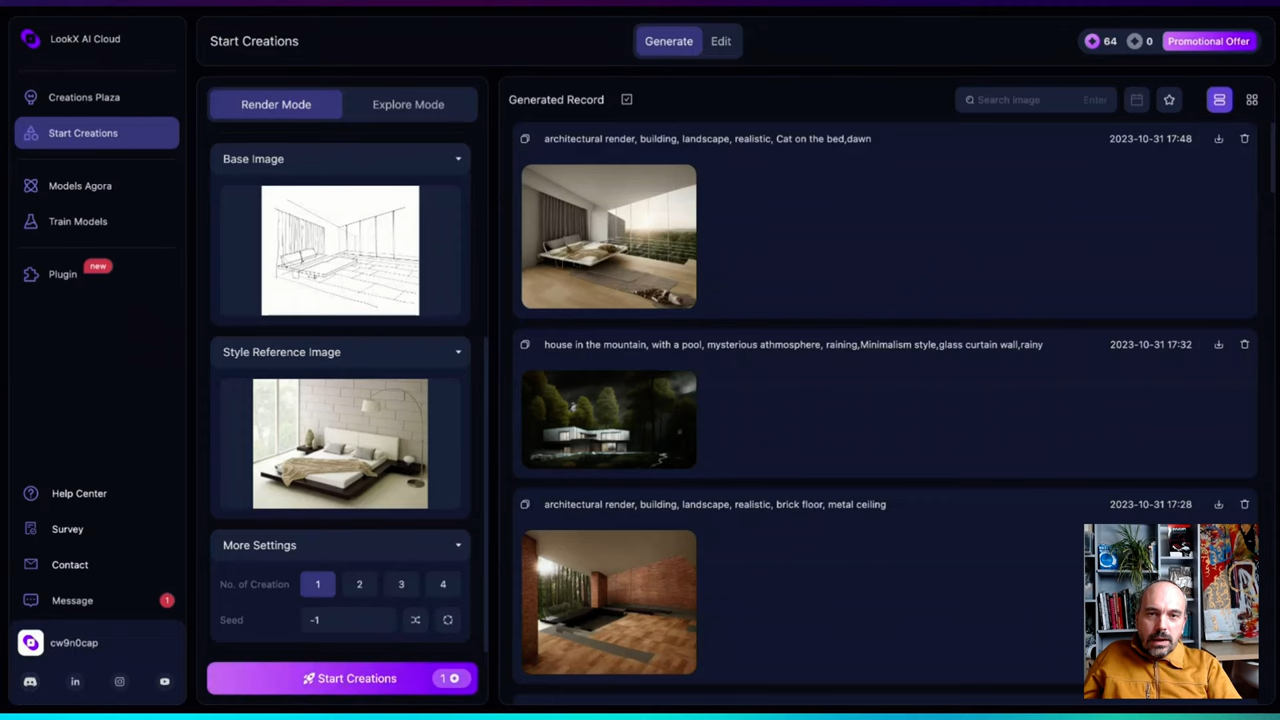 LookX AI Cloud
Creations Plaza
Start Creations
Models Agora
Train Models
Plugin
new
Help Center
Survey
Contact
Message
1
cw9n0cap
Start Creations
Generate
Edit
64
0
Promotional Offer
Render Mode
Explore Mode
Base Image
Style Reference Image
More Settings
No. of Creation
1
2
3
4
Seed
-1
Start Creations
1
Generated Record
Search image
Enter
architectural render, building, landscape, realistic, Cat on the bed,dawn
2023-10-31 17:48
house in the mountain, with a pool, mysterious athmosphere, raining,Minimalism style,glass curtain wall,rainy
2023-10-31 17:32
architectural render, building, landscape, realistic, brick floor, metal ceiling
2023-10-31 17:28